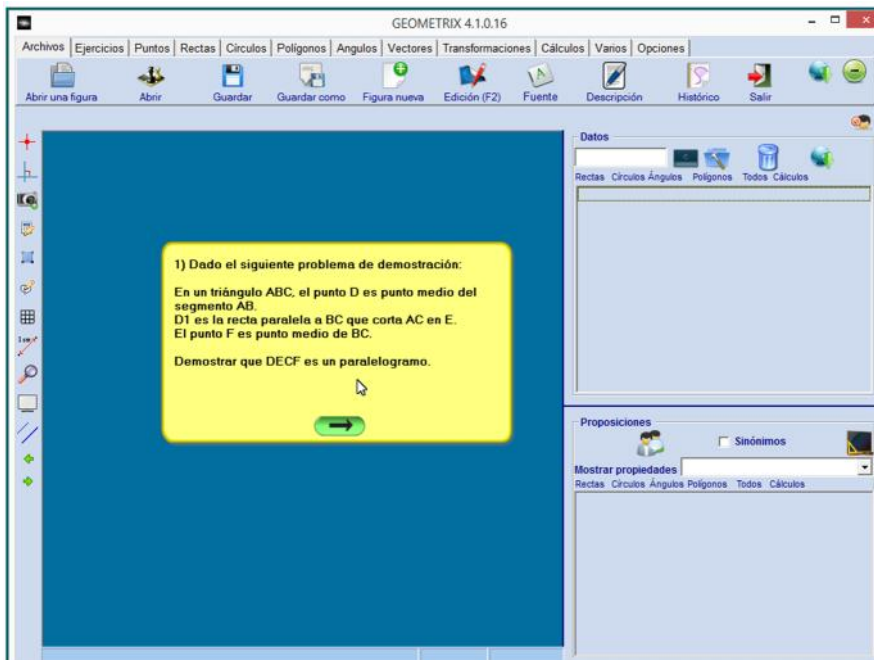 GEOMETRIX 4.1.0.16
Archivos Ejercicios Puntos Rectas Círculos Polígonos Angulos Vectores Transformaciones Cálculos Varios Opciones
Abrir una figura Abrir Guardar Guardar como Figura nueva Edición (F2) Fuente Descripción Histórico Salir
Datos
Rectas Círculos Ángulos Polígonos Todos Cálculos
1) Dado el siguiente problema de demostración:
En un triángulo ABC, el punto D es punto medio del
segmento AB.
D1 es la recta paralela a BC que corta AC en E.
El punto F es punto medio de BC.
Demostrar que DECF es un paralelogramo.
Proposiciones
Sinónimos
Mostrar propiedades
Rectas Círculos Ángulos Polígonos Todos Cálculos